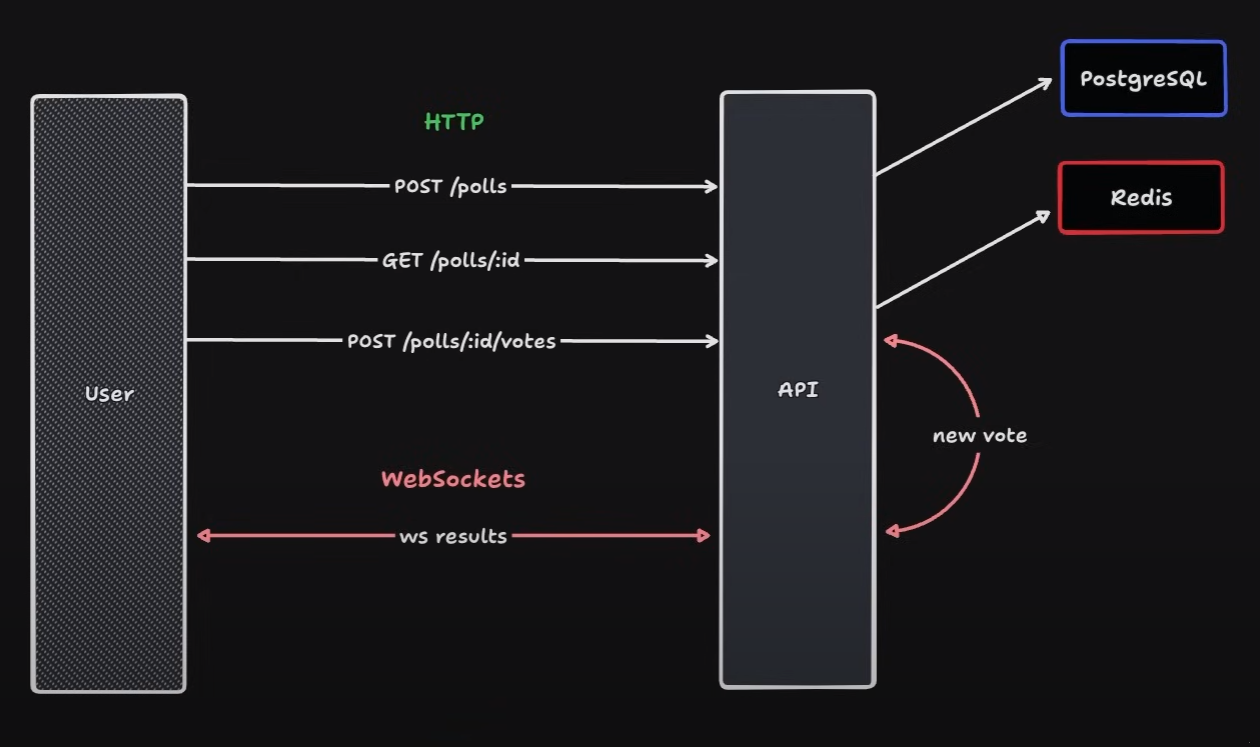 PostgreSQL
HTTP
POST /polls
Redis
GET /polls/:id
POST /polls/:id/votes
User
API
new vote
WebSockets
ws results